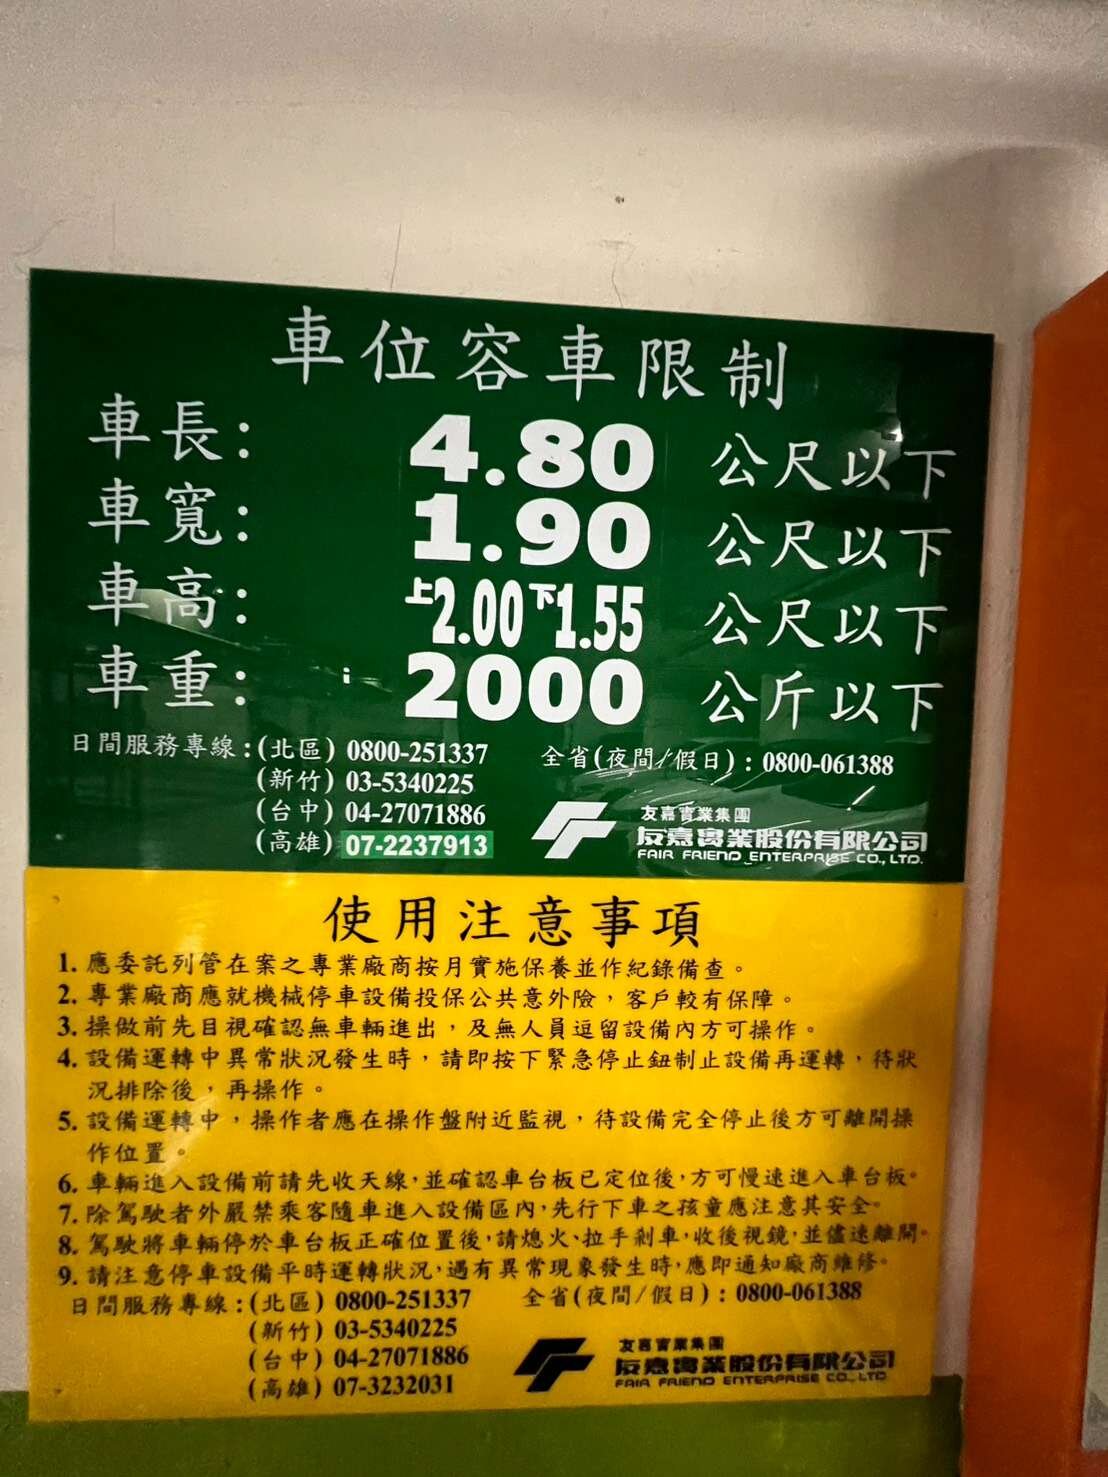 車位容車限制
車長: 4.80 公尺以下
車寬: 1.90 公尺以下
車高: 上2.00下1.55 公尺以下
車重: 2000 公斤以下
日間服務專線:(北區) 0800-251337 全省(夜間/假日): 0800-061388
(新竹) 03-5340225
(台中) 04-27071886
(高雄) 07-2237913
友嘉實業集團
友嘉實業股份有限公司
FAIR FRIEND ENTERPRISE CO., LTD.
使用注意事項
1. 應委託列管在案之專業廠商按月實施保養並作紀錄備查。
2. 專業廠商應就機械停車設備投保公共意外險，客戶較有保障。
3. 操做前先目視確認無車輛進出，及無人員逗留設備內方可操作。
4. 設備運轉中異常狀況發生時，請即按下緊急停止鈕制止設備再運轉，待狀
況排除後，再操作。
5. 設備運轉中，操作者應在操作盤附近監視，待設備完全停止後方可離開操
作位置。
6. 車輛進入設備前請先收天線，並確認車台板已定位後，方可慢速進入車台板。
7. 除駕駛者外嚴禁乘客隨車進入設備區內，先行下車之孩童應注意其安全。
8. 駕駛將車輛停於車台板正確位置後，請熄火、拉手剎車，收後視鏡，並儘速離開。
9. 請注意停車設備平時運轉狀況，遇有異常現象發生時，應即通知廠商維修。
日間服務專線:(北區) 0800-251337 全省(夜間/假日): 0800-061388
(新竹) 03-5340225
(台中) 04-27071886
(高雄) 07-3232031
友嘉實業集團
友嘉實業股份有限公司
FAIR FRIEND ENTERPRISE CO., LTD